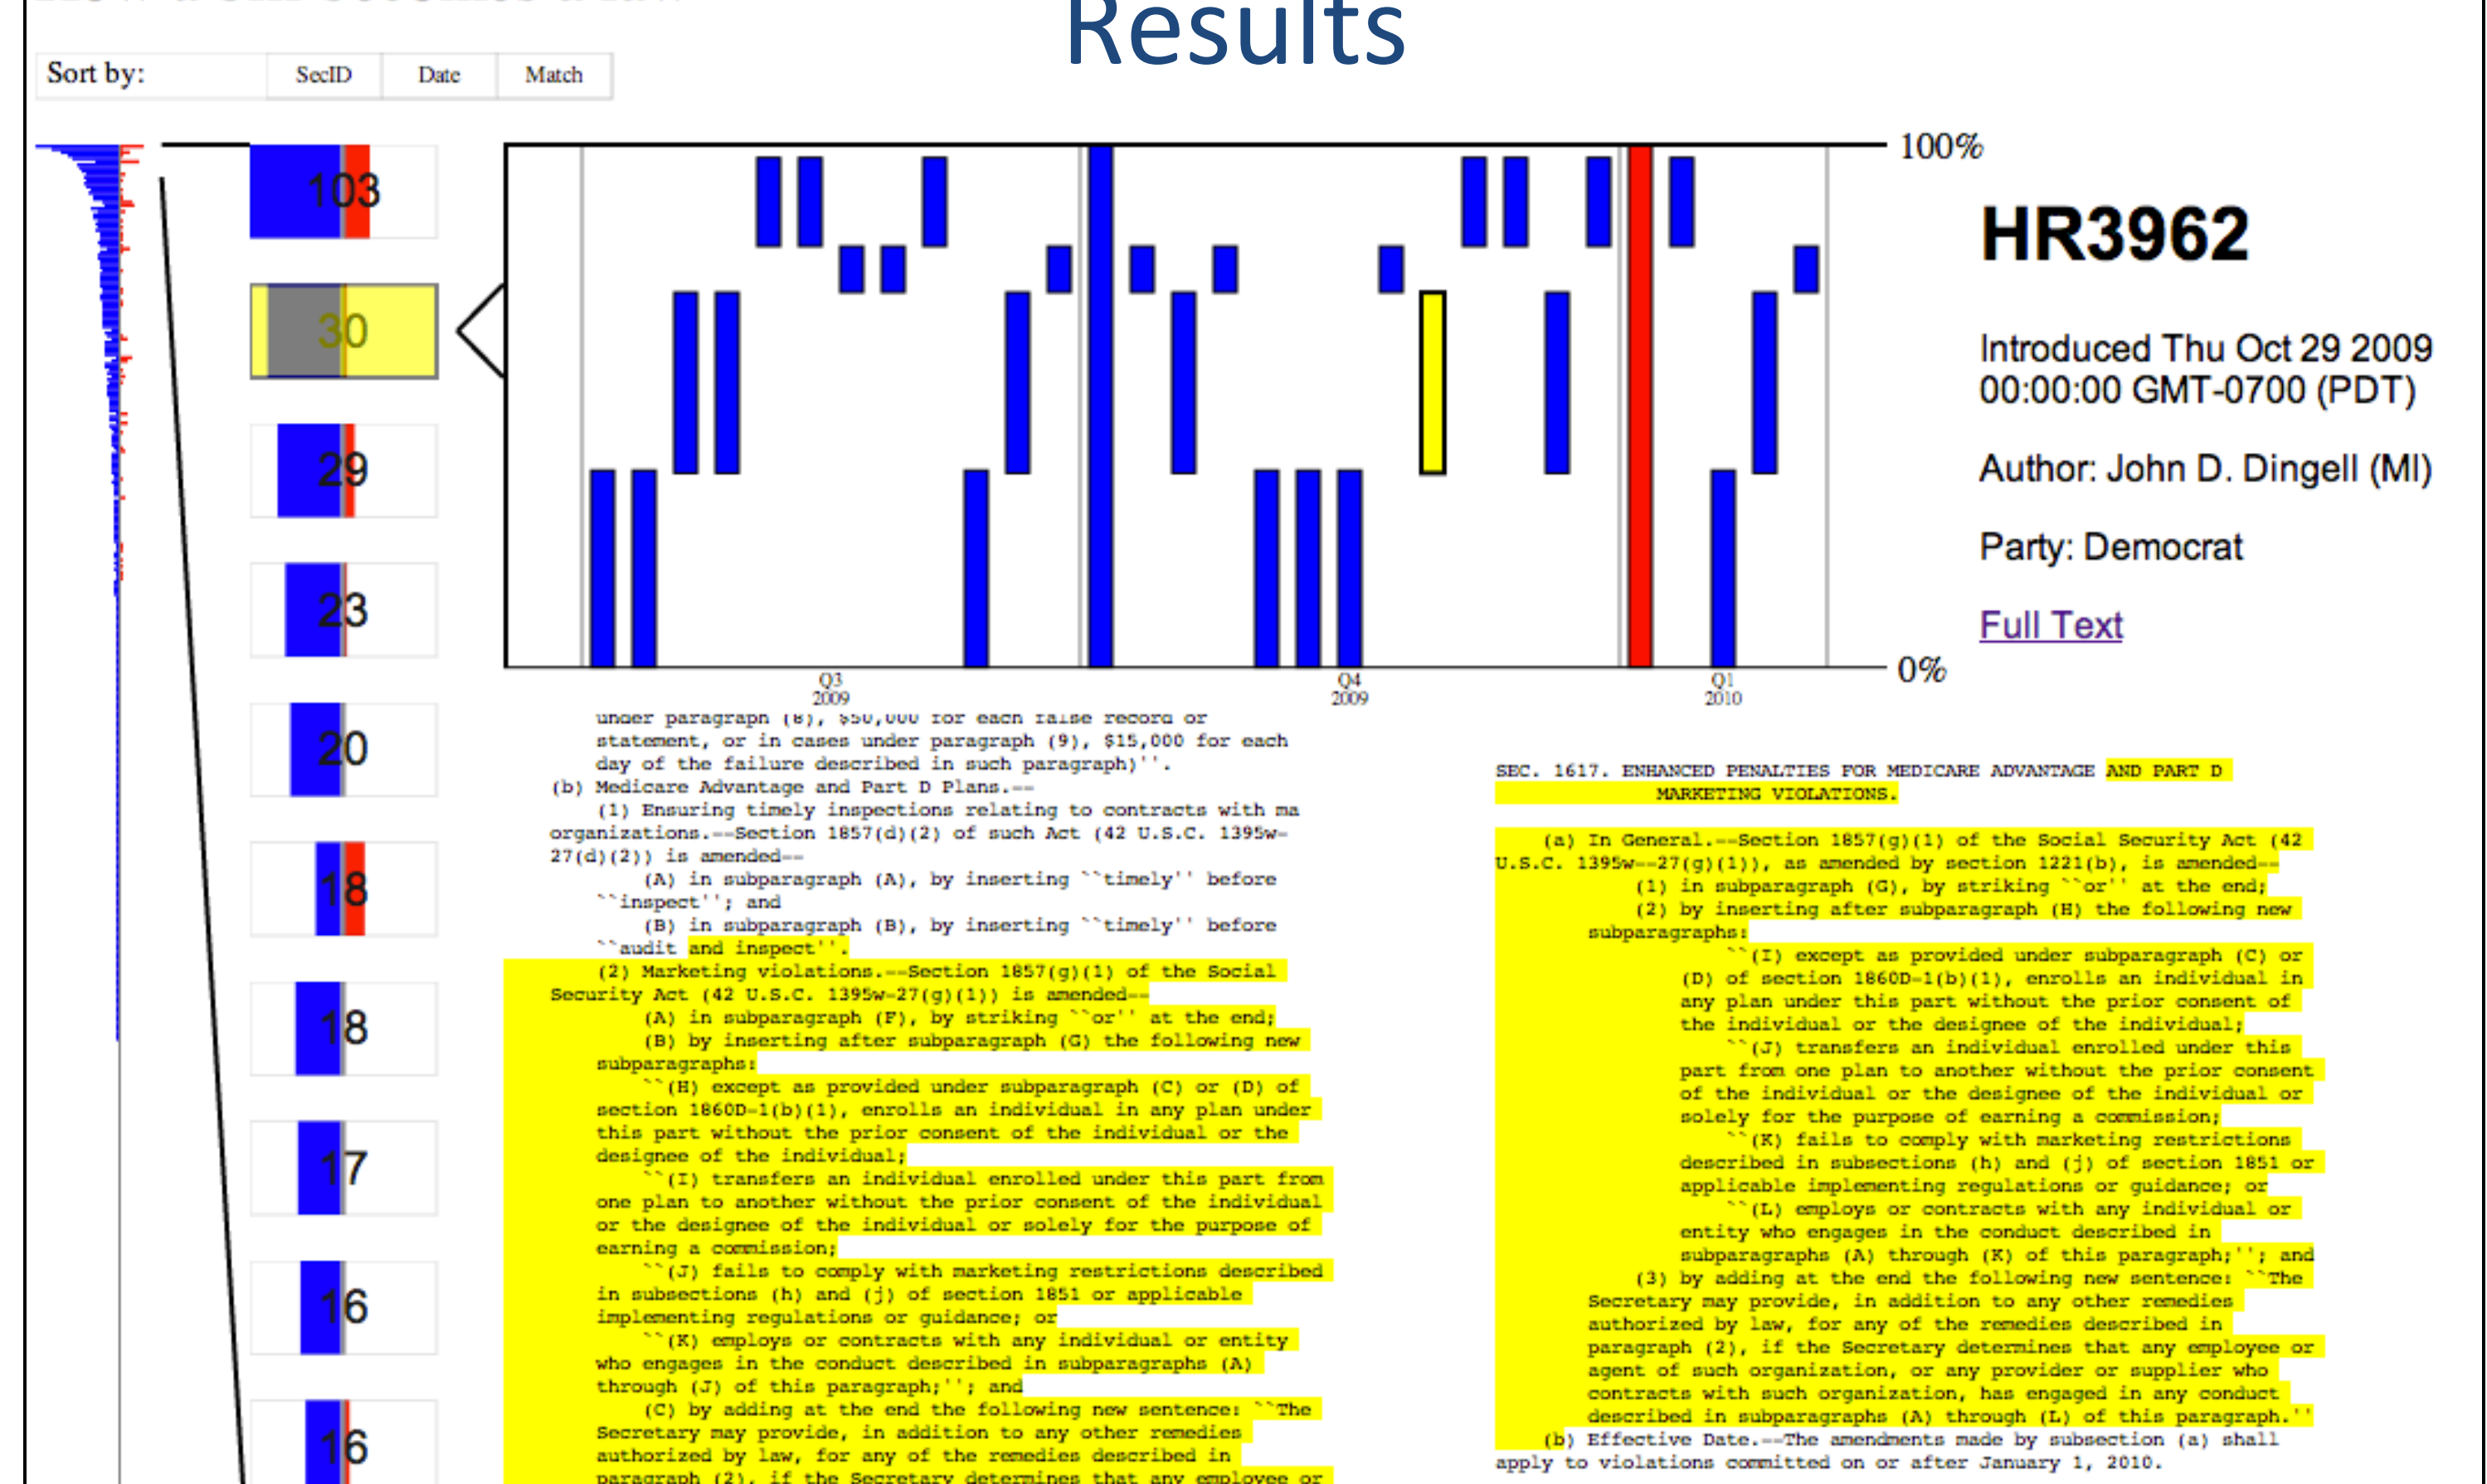 Results
Sort by: SecID Date Match
103
30
29
23
20
18
18
17
16
16
100%
0%
Q3
2009
Q4
2009
Q1
2010
HR3962
Introduced Thu Oct 29 2009
00:00:00 GMT-0700 (PDT)
Author: John D. Dingell (MI)
Party: Democrat
Full Text
under paragraph (8), $50,000 for each false record or
statement, or in cases under paragraph (9), $15,000 for each
day of the failure described in such paragraph)''.
(b) Medicare Advantage and Part D Plans.--
(1) Ensuring timely inspections relating to contracts with ma
organizations.--Section 1857(d)(2) of such Act (42 U.S.C. 1395w-
27(d)(2)) is amended--
(A) in subparagraph (A), by inserting ``timely'' before
``inspect''; and
(B) in subparagraph (B), by inserting ``timely'' before
``audit and inspect''.
(2) Marketing violations.--Section 1857(g)(1) of the Social
Security Act (42 U.S.C. 1395w-27(g)(1)) is amended--
(A) in subparagraph (F), by striking ``or'' at the end;
(B) by inserting after subparagraph (G) the following new
subparagraphs:
``(H) except as provided under subparagraph (C) or (D) of
section 1860D-1(b)(1), enrolls an individual in any plan under
this part without the prior consent of the individual or the
designee of the individual;
``(I) transfers an individual enrolled under this part from
one plan to another without the prior consent of the individual
or the designee of the individual or solely for the purpose of
earning a commission;
``(J) fails to comply with marketing restrictions described
in subsections (h) and (j) of section 1851 or applicable
implementing regulations or guidance; or
``(K) employs or contracts with any individual or entity
who engages in the conduct described in subparagraphs (A)
through (J) of this paragraph;''; and
(C) by adding at the end the following new sentence: ``The
Secretary may provide, in addition to any other remedies
authorized by law, for any of the remedies described in
paragraph (2), if the Secretary determines that any employee or
SEC. 1617. ENHANCED PENALTIES FOR MEDICARE ADVANTAGE AND PART D
MARKETING VIOLATIONS.
(a) In General.--Section 1857(g)(1) of the Social Security Act (42
U.S.C. 1395w--27(g)(1)), as amended by section 1221(b), is amended--
(1) in subparagraph (G), by striking ``or'' at the end;
(2) by inserting after subparagraph (H) the following new
subparagraphs:
``(I) except as provided under subparagraph (C) or
(D) of section 1860D-1(b)(1), enrolls an individual in
any plan under this part without the prior consent of
the individual or the designee of the individual;
``(J) transfers an individual enrolled under this
part from one plan to another without the prior consent
of the individual or the designee of the individual or
solely for the purpose of earning a commission;
``(K) fails to comply with marketing restrictions
described in subsections (h) and (j) of section 1851 or
applicable implementing regulations or guidance; or
``(L) employs or contracts with any individual or
entity who engages in the conduct described in
subparagraphs (A) through (K) of this paragraph;''; and
(3) by adding at the end the following new sentence: ``The
Secretary may provide, in addition to any other remedies
authorized by law, for any of the remedies described in
paragraph (2), if the Secretary determines that any employee or
agent of such organization, or any provider or supplier who
contracts with such organization, has engaged in any conduct
described in subparagraphs (A) through (L) of this paragraph.''
(b) Effective Date.--The amendments made by subsection (a) shall
apply to violations committed on or after January 1, 2010.